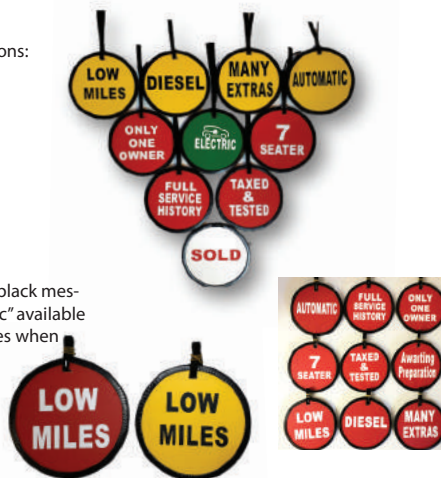 ons:
LOW
MILES
DIESEL
MANY
EXTRAS
AUTOMATIC
ONLY
ONE
OWNER
ELECTRIC
7
SEATER
FULL
SERVICE
HISTORY
TAXED
&
TESTED
SOLD
black mes-
c” available
es when
LOW
MILES
LOW
MILES
AUTOMATIC
FULL
SERVICE
HISTORY
ONLY
ONE
OWNER
7
SEATER
TAXED
&
TESTED
Awaiting
Preparation
LOW
MILES
DIESEL
MANY
EXTRAS